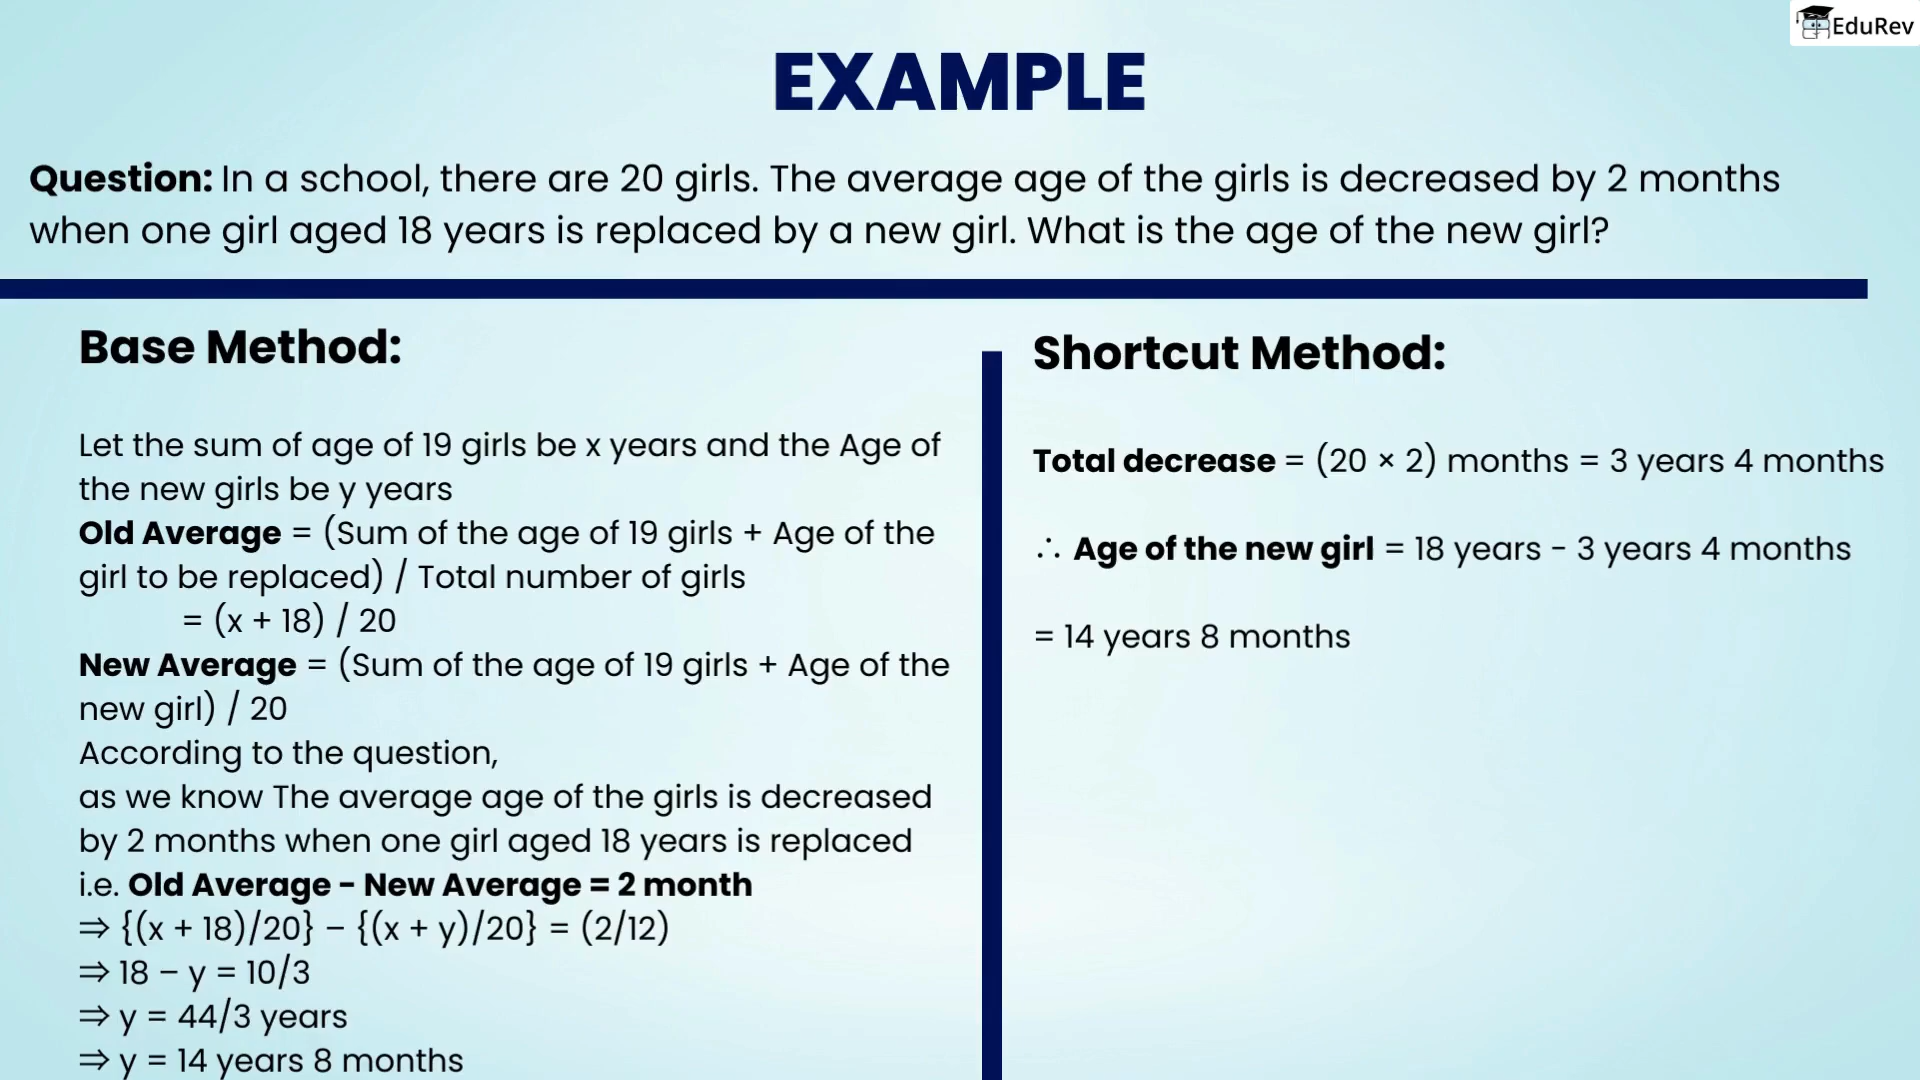 EduRev
EXAMPLE
Question: In a school, there are 20 girls. The average age of the girls is decreased by 2 months
when one girl aged 18 years is replaced by a new girl. What is the age of the new girl?
Base Method:
Let the sum of age of 19 girls be x years and the Age of
the new girls be y years
Old Average = (Sum of the age of 19 girls + Age of the
girl to be replaced) / Total number of girls
= (x + 18) / 20
New Average = (Sum of the age of 19 girls + Age of the
new girl) / 20
According to the question,
as we know The average age of the girls is decreased
by 2 months when one girl aged 18 years is replaced
i.e. Old Average - New Average = 2 month
⇒ {(x + 18)/20} – {(x + y)/20} = (2/12)
⇒ 18 – y = 10/3
⇒ y = 44/3 years
⇒ y = 14 years 8 months
Shortcut Method:
Total decrease = (20 × 2) months = 3 years 4 months
∴ Age of the new girl = 18 years - 3 years 4 months
= 14 years 8 months